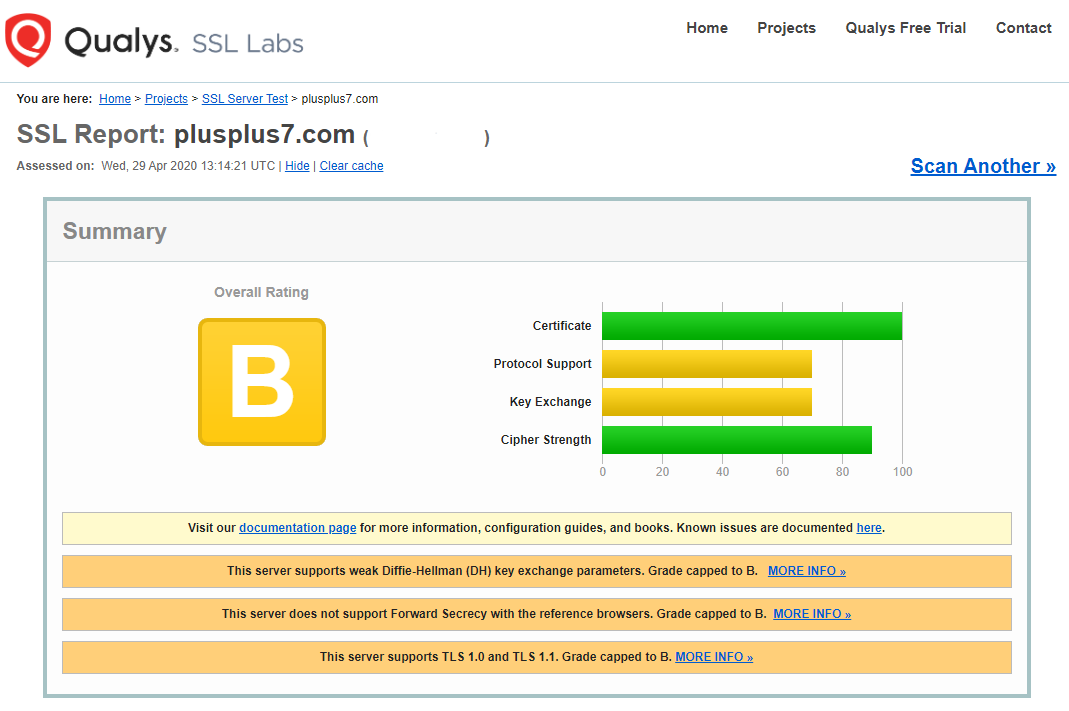 Qualys. SSL Labs
Home Projects Qualys Free Trial Contact
You are here: Home > Projects > SSL Server Test > plusplus7.com
SSL Report: plusplus7.com ( )
Assessed on: Wed, 29 Apr 2020 13:14:21 UTC | Hide | Clear cache
Scan Another »
Summary
Overall Rating
B
Certificate
Protocol Support
Key Exchange
Cipher Strength
0 20 40 60 80 100
Visit our documentation page for more information, configuration guides, and books. Known issues are documented here.
This server supports weak Diffie-Hellman (DH) key exchange parameters. Grade capped to B. MORE INFO »
This server does not support Forward Secrecy with the reference browsers. Grade capped to B. MORE INFO »
This server supports TLS 1.0 and TLS 1.1. Grade capped to B. MORE INFO »